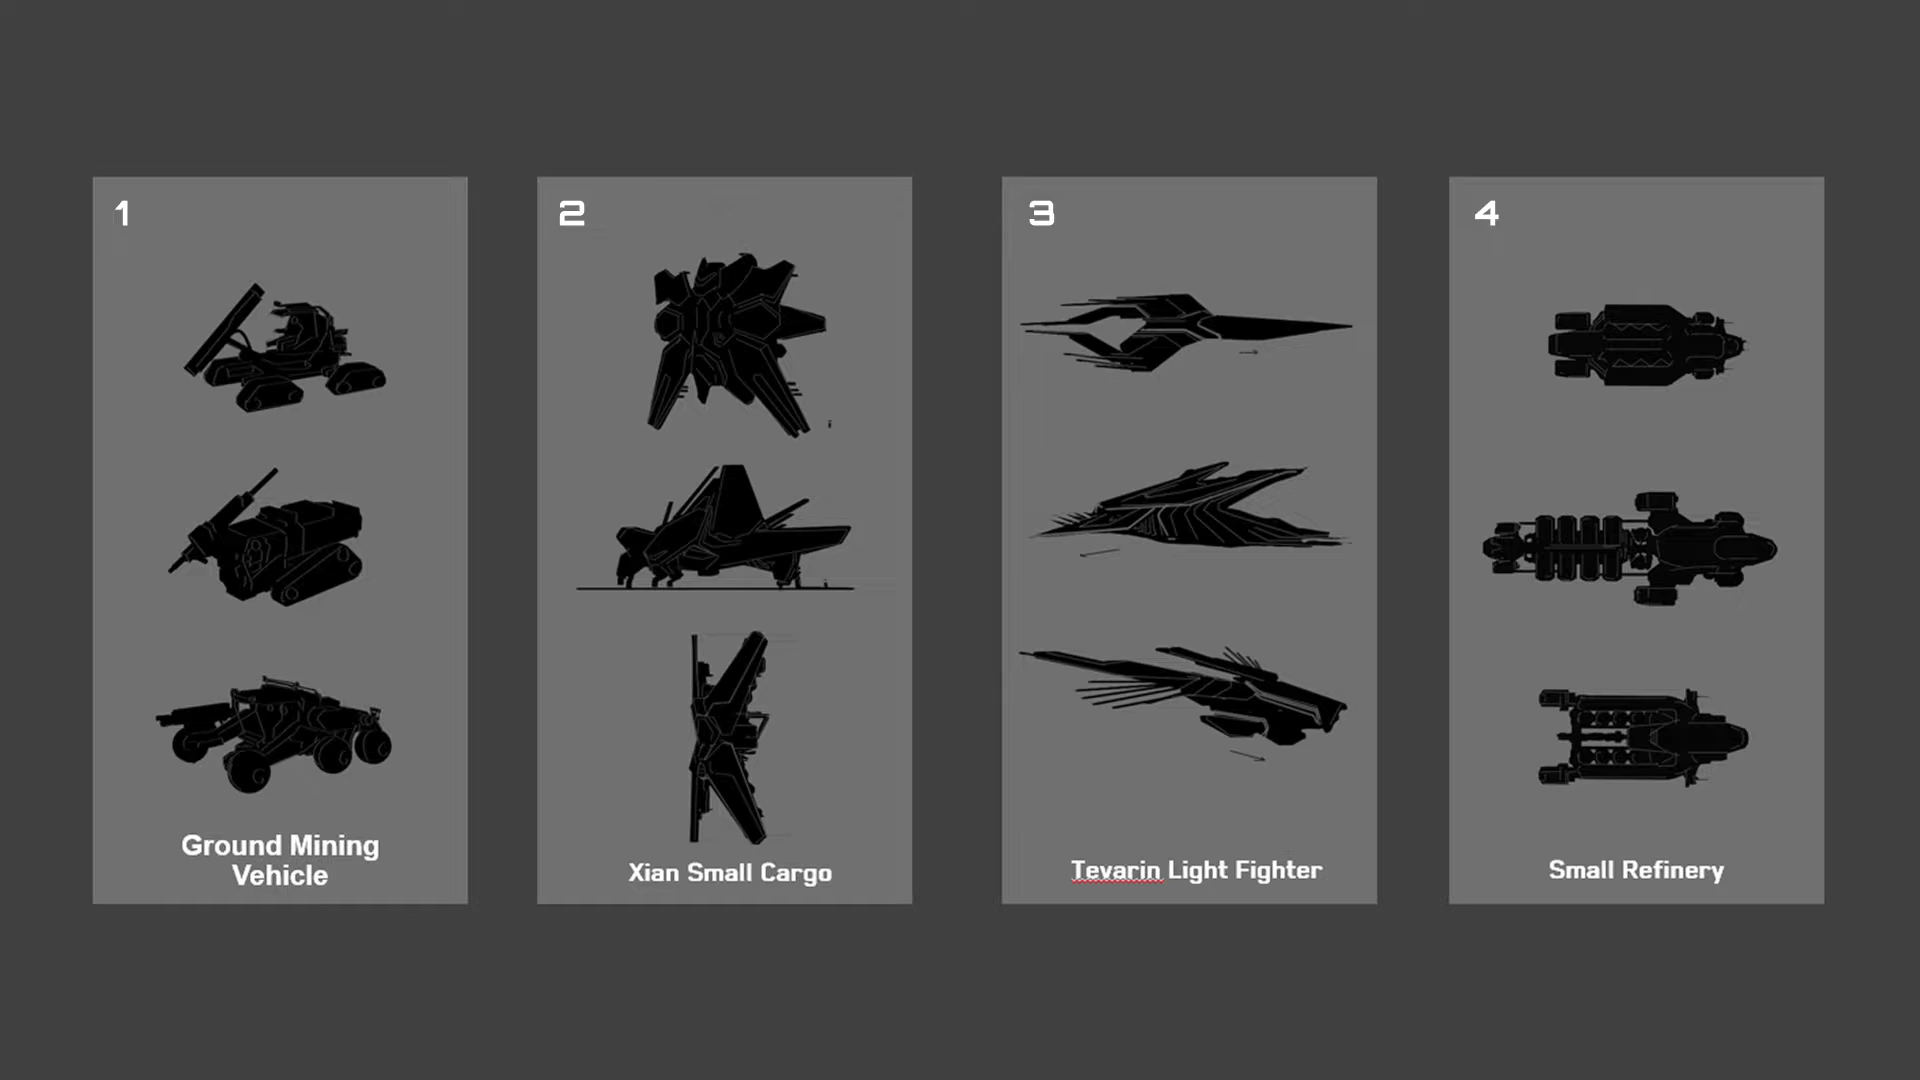 1
Ground Mining
Vehicle
2
Xian Small Cargo
3
Tevarin Light Fighter
4
Small Refinery